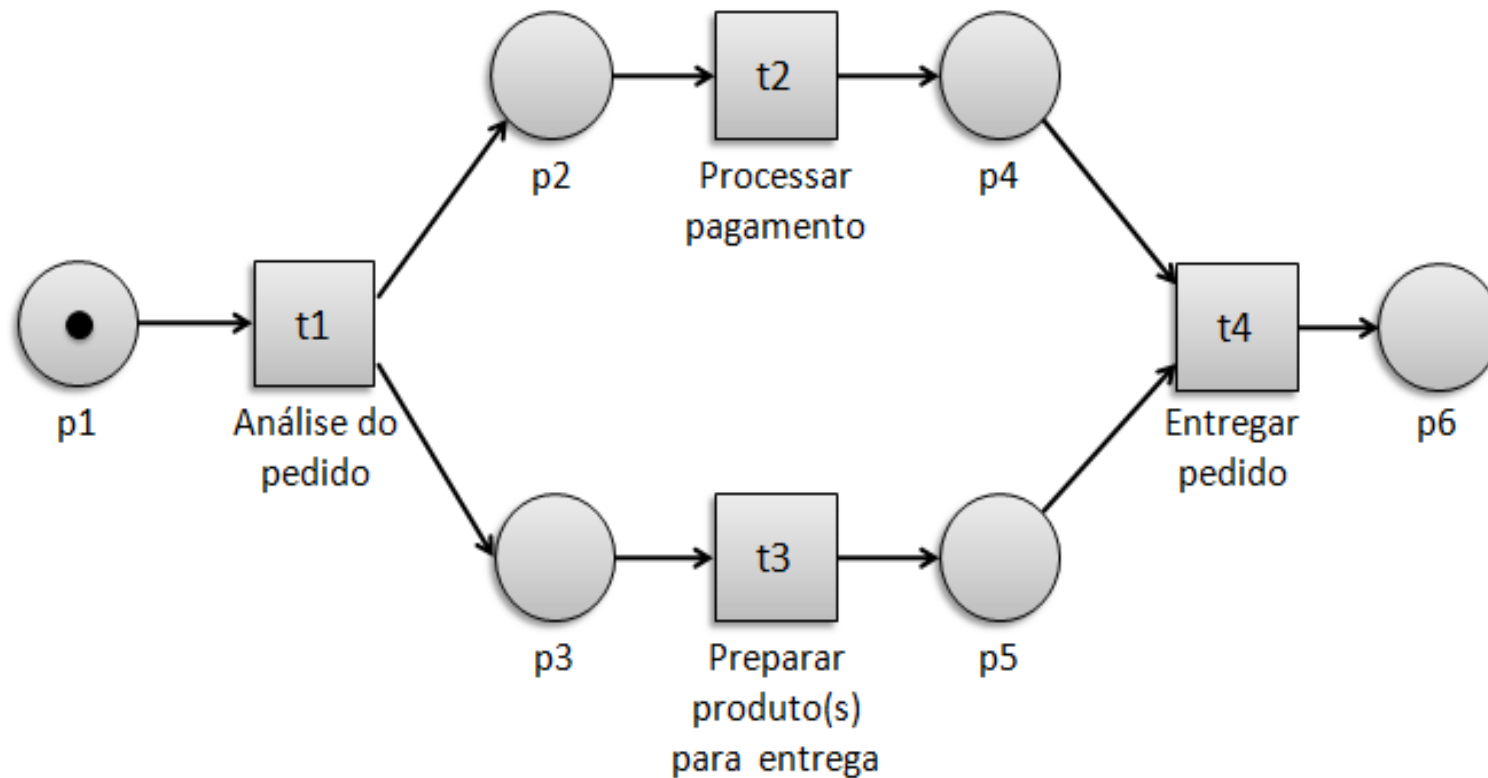 t2
p2
Processar
pagamento
p4
t1
p1
Análise do
pedido
t4
Entregar
pedido
p6
t3
p3
Preparar
produto(s)
para entrega
p5